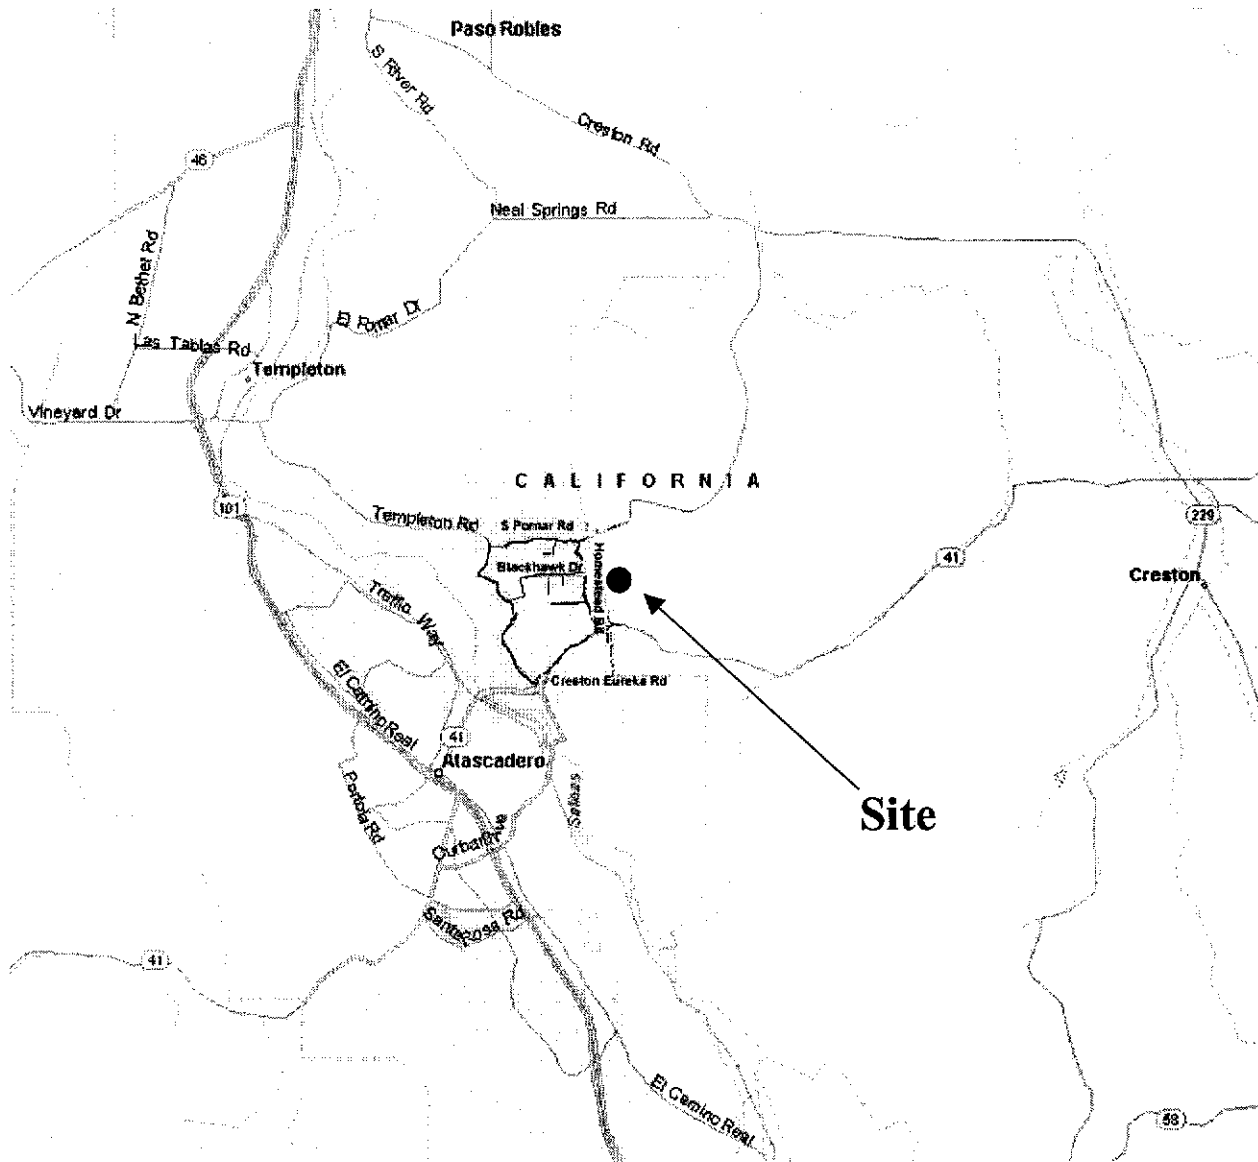 Paso Robles
S River Rd
Creston Rd
46
Neal Springs Rd
N Bethel Rd
El Pomar Dr
Las Tablas Rd
Templeton
Vineyard Dr
CALIFORNIA
101
Templeton Rd
S Pomar Rd
229
41
Blackhawk Dr
Homestead Rd
Creston
Traffic Way
El Camino Real
Creston Eureka Rd
41
Atascadero
Portola Rd
Salinas
Site
Curbaril Ave
Santa Rosa Rd
41
El Camino Real
58